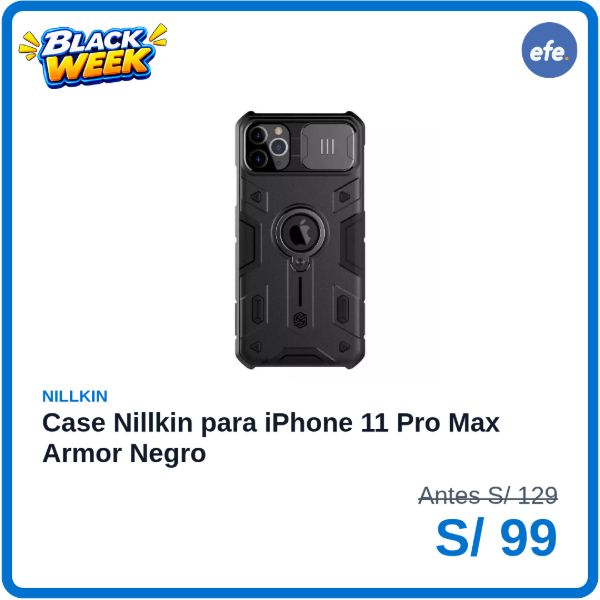 BLACK
WEEK
efe.
NILLKIN
Case Nillkin para iPhone 11 Pro Max
Armor Negro
Antes S/ 129
S/ 99